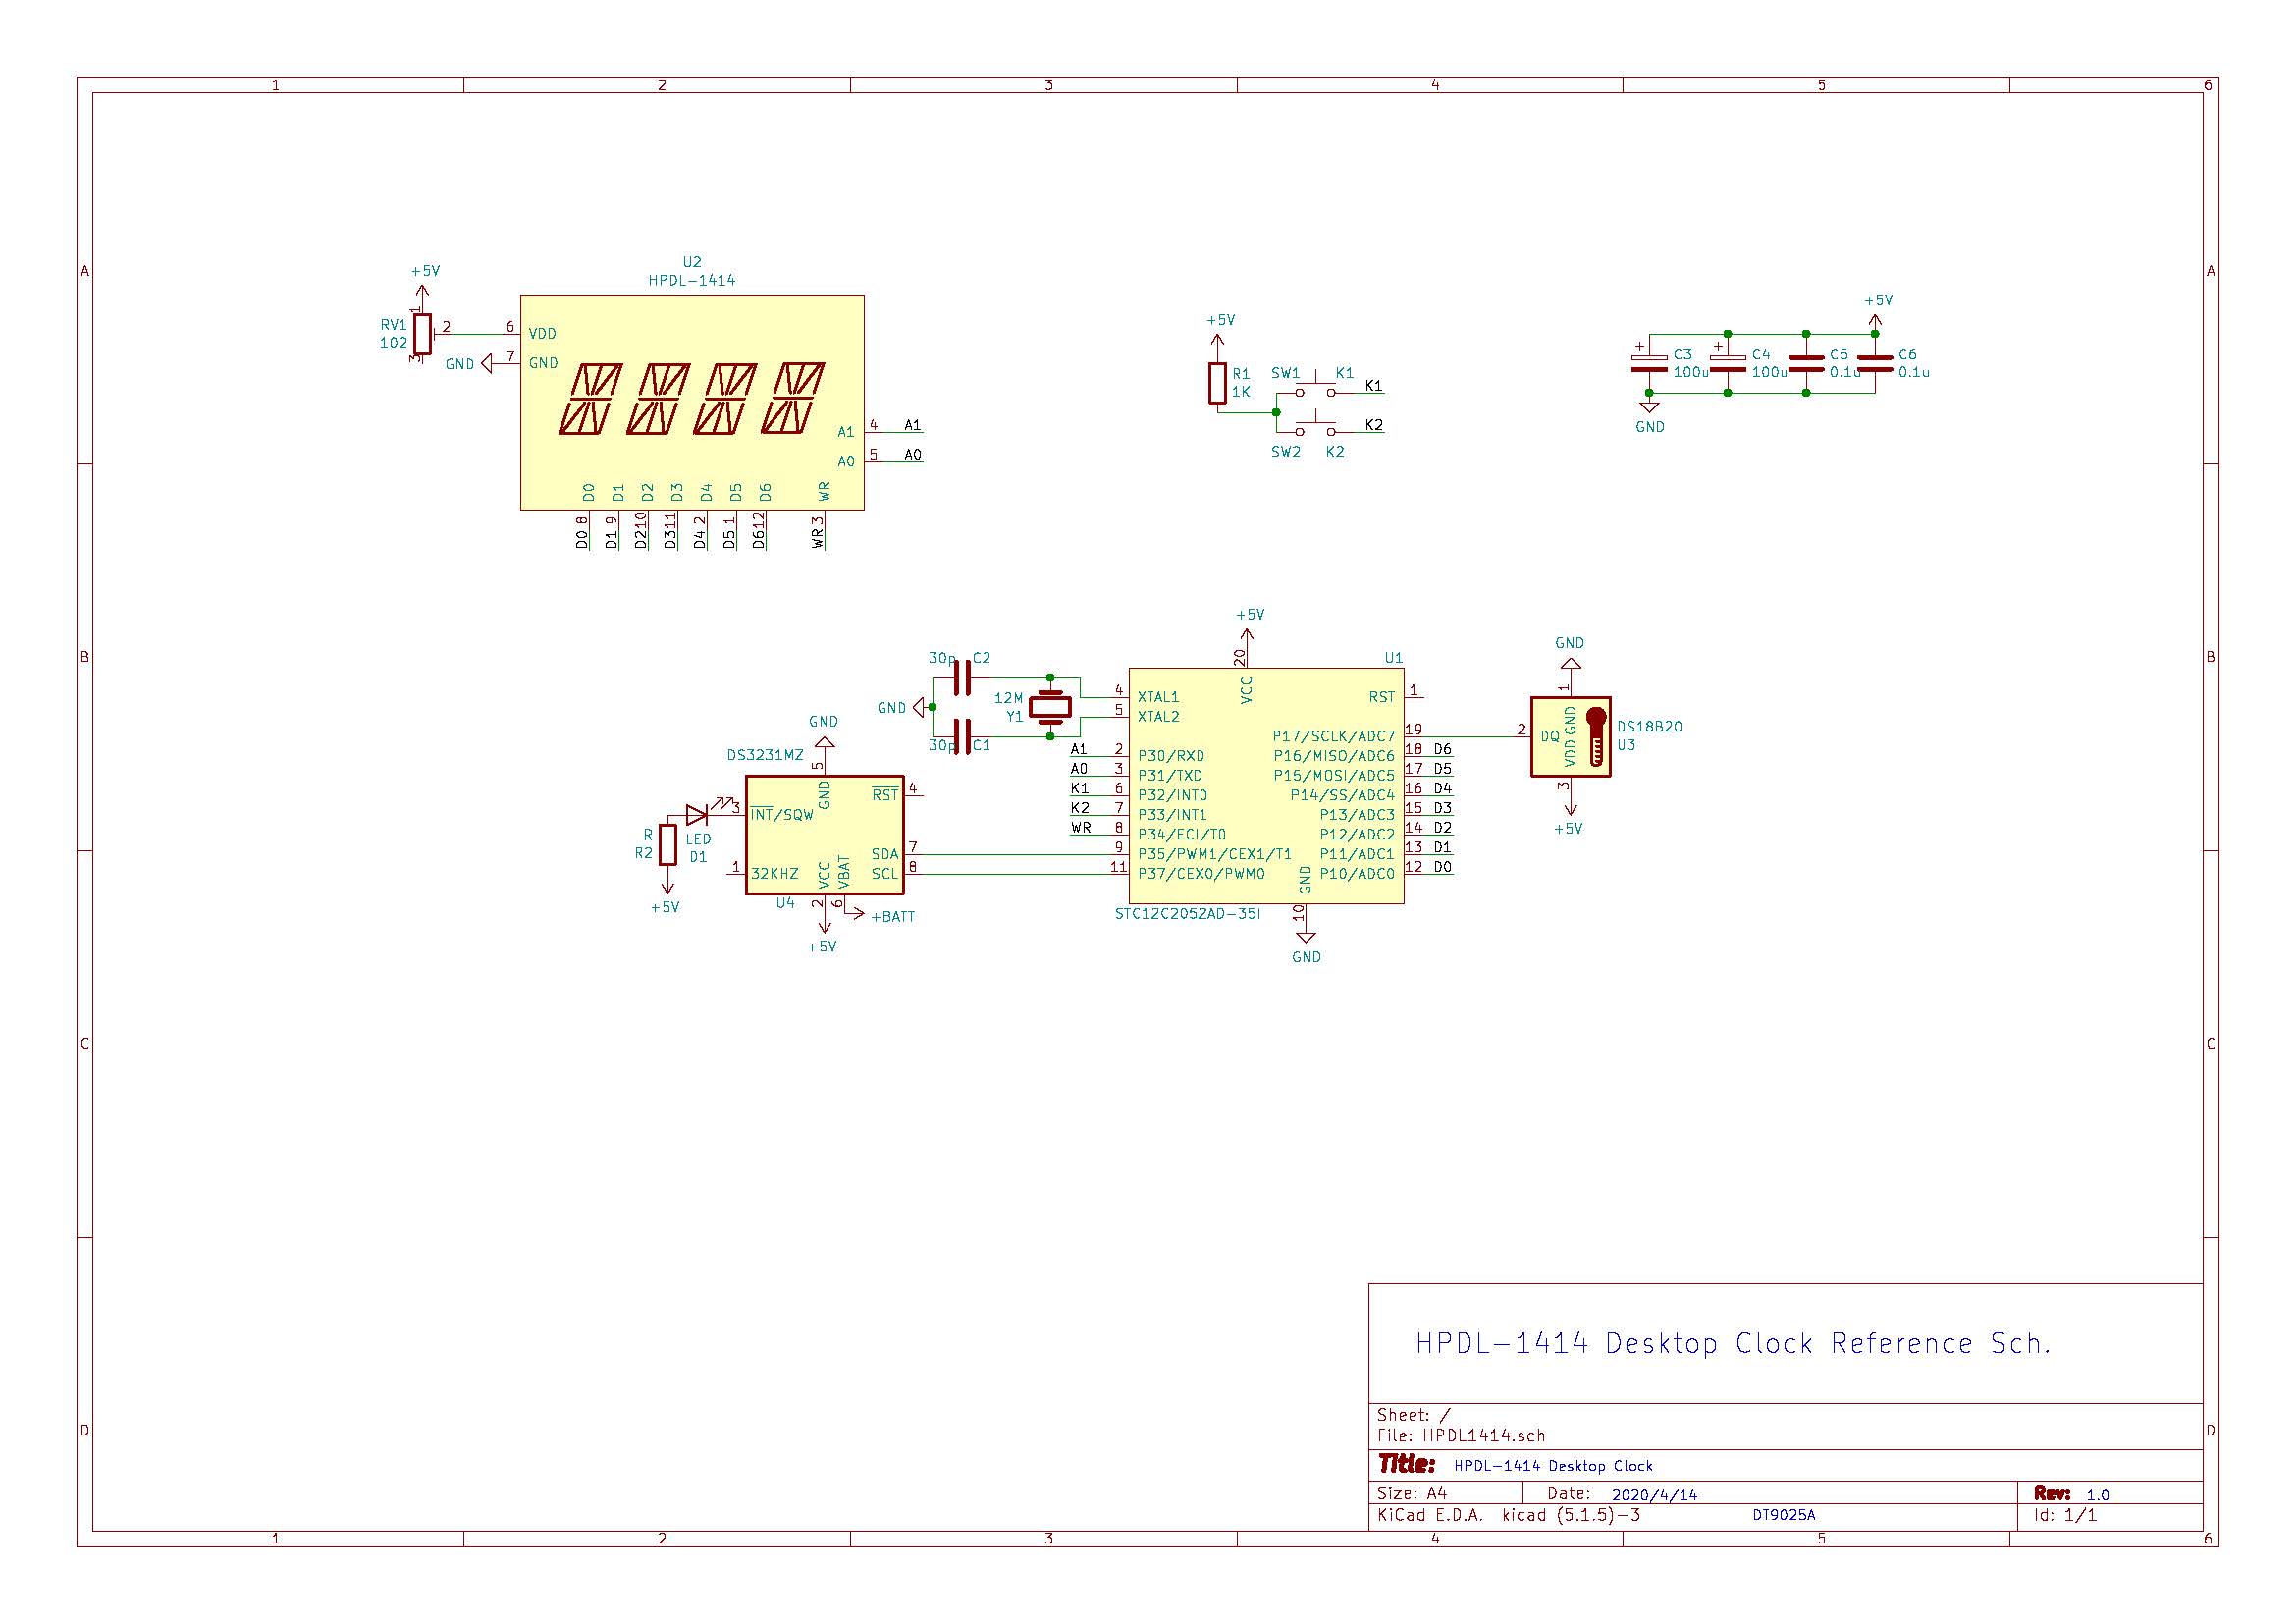 1 2 3 4 5 6
A A
B B
C C
D D
U2
HPDL-1414
+5V
RV1
102
1
2
3
6 VDD
7 GND
GND
A1 4 A1
A0 5 A0
D0 D1 D2 D3 D4 D5 D6 WR
8 9 10 11 2 1 12 3
D0 D1 D2 D3 D4 D5 D6 WR
+5V
R1
1K
SW1 K1
K1
K2
SW2 K2
+5V
+ C3
100u
+ C4
100u
C5
0.1u
C6
0.1u
GND
+5V
20
VCC
U1
30p C2
GND
12M
Y1
30p C1
4 XTAL1
5 XTAL2
A1 2 P30/RXD
A0 3 P31/TXD
K1 6 P32/INT0
K2 7 P33/INT1
WR 8 P34/ECI/T0
9 P35/PWM1/CEX1/T1
11 P37/CEX0/PWM0
RST 1
P17/SCLK/ADC7 19
P16/MISO/ADC6 18 D6
P15/MOSI/ADC5 17 D5
P14/SS/ADC4 16 D4
P13/ADC3 15 D3
P12/ADC2 14 D2
P11/ADC1 13 D1
P10/ADC0 12 D0
GND
10
GND
STC12C2052AD-35I
GND
1
GND
2 DQ
VDD
3
+5V
DS18B20
U3
GND
DS3231MZ
5
GND
RST 4
3 INT/SQW
LED
D1
R
R2
+5V
1 32KHZ
VCC
VBAT
SDA 7
SCL 8
U4
2
6
+BATT
+5V
HPDL-1414 Desktop Clock Reference Sch.
Sheet: /
File: HPDL1414.sch
Title: HPDL-1414 Desktop Clock
Size: A4 Date: 2020/4/14 Rev: 1.0
KiCad E.D.A. kicad (5.1.5)-3 DT9025A Id: 1/1
1 2 3 4 5 6